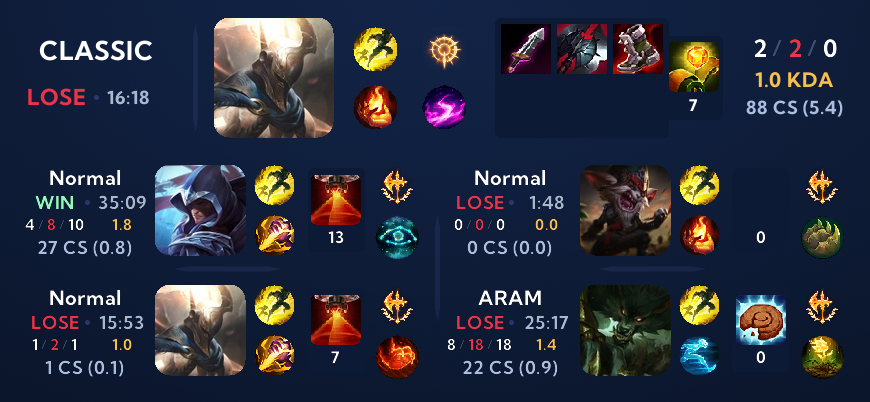 CLASSIC
LOSE • 16:18
7
2 / 2 / 0
1.0 KDA
88 CS (5.4)
Normal
WIN • 35:09
4 / 8 / 10 1.8
27 CS (0.8)
13
Normal
LOSE • 1:48
0 / 0 / 0 0.0
0 CS (0.0)
0
Normal
LOSE • 15:53
1 / 2 / 1 1.0
1 CS (0.1)
7
ARAM
LOSE • 25:17
8 / 18 / 18 1.4
22 CS (0.9)
0